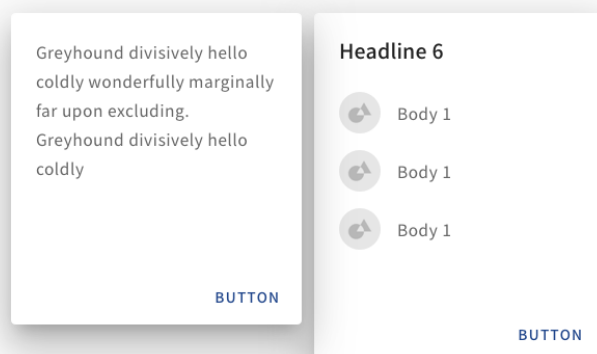 Greyhound divisively hello
coldly wonderfully marginally
far upon excluding.
Greyhound divisively hello
coldly
BUTTON
Headline 6
Body 1
Body 1
Body 1
BUTTON